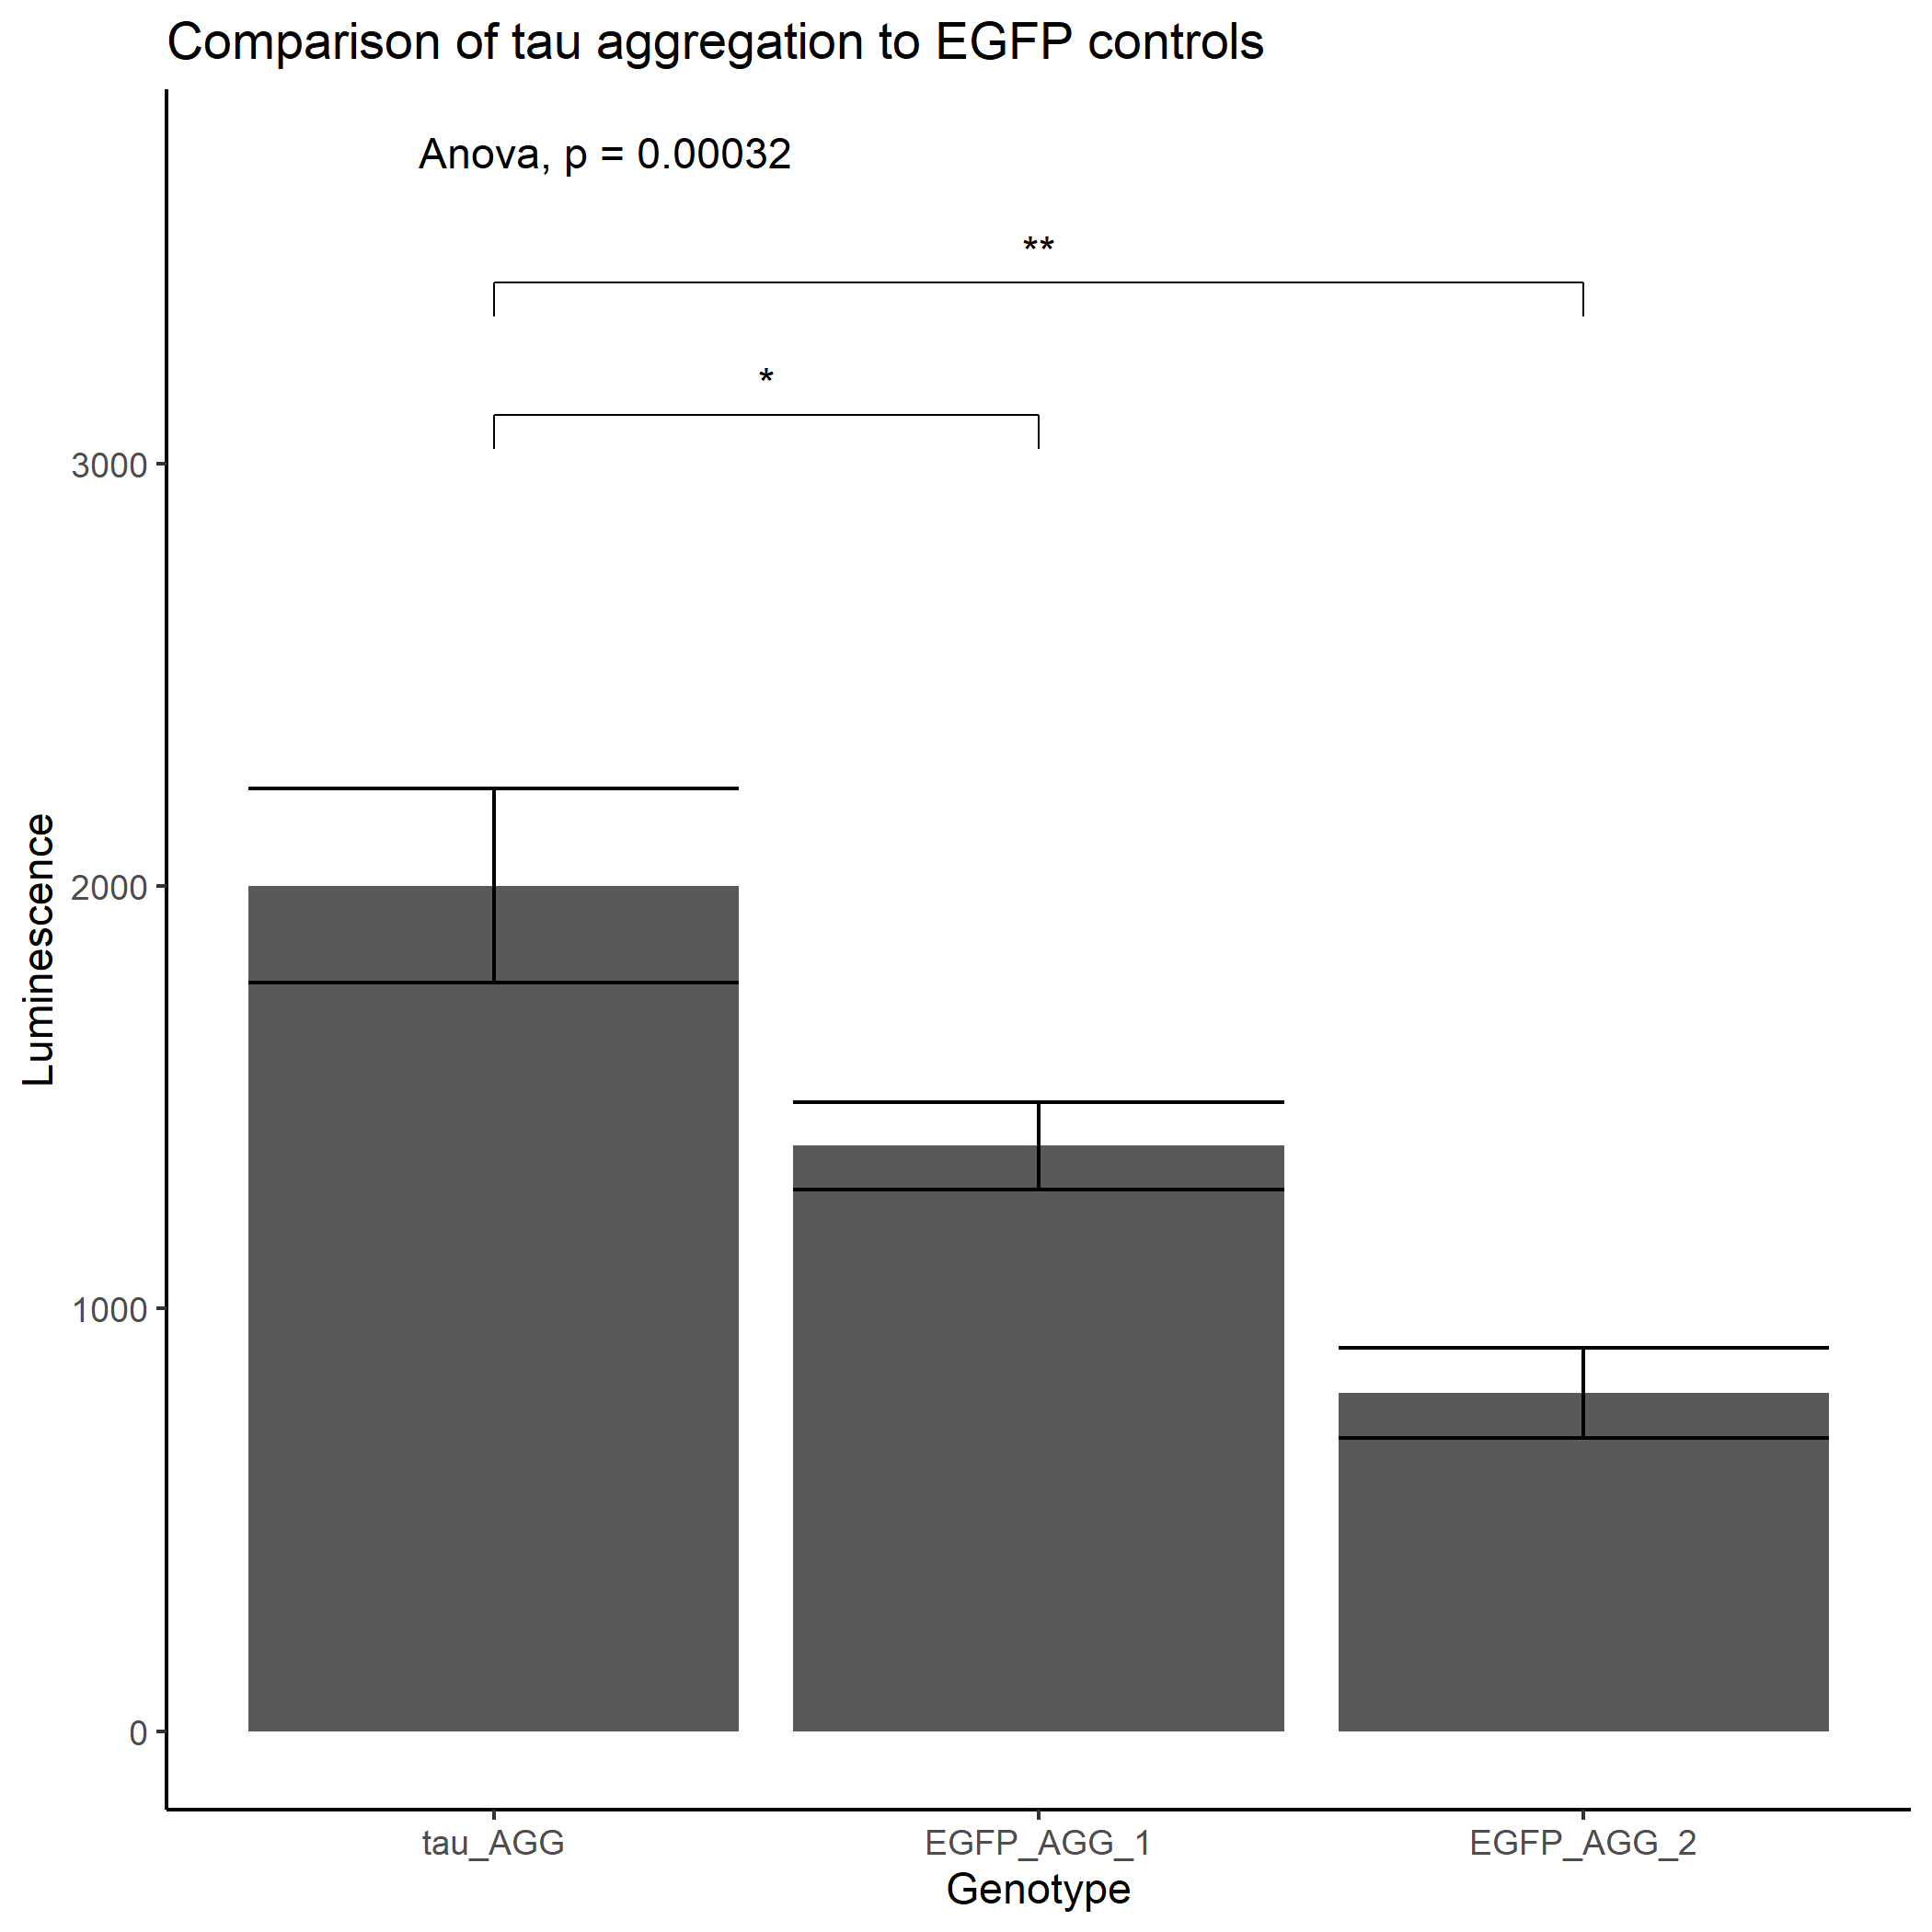 Comparison of tau aggregation to EGFP controls
Anova, p = 0.00032
**
*
3000
2000
1000
0
Luminescence
tau_AGG
EGFP_AGG_1
EGFP_AGG_2
Genotype